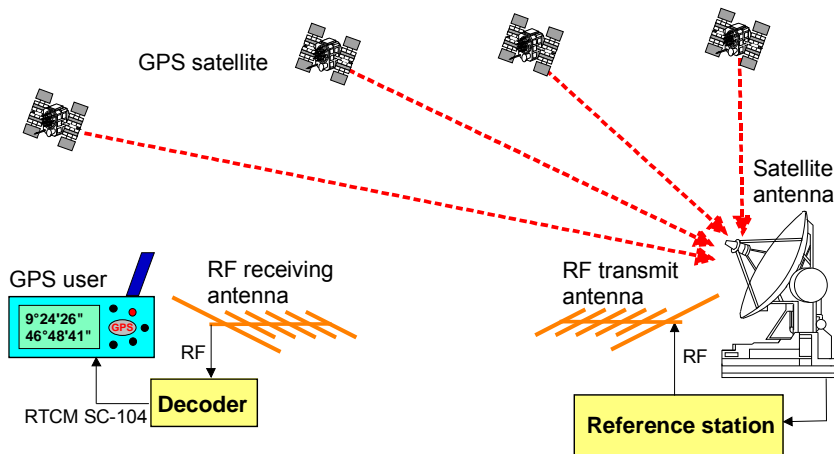 GPS satellite
Satellite
antenna
GPS user
RF receiving
antenna
RF transmit
antenna
9°24'26"
46°48'41"
GPS
RF
RF
RTCM SC-104
Decoder
Reference station